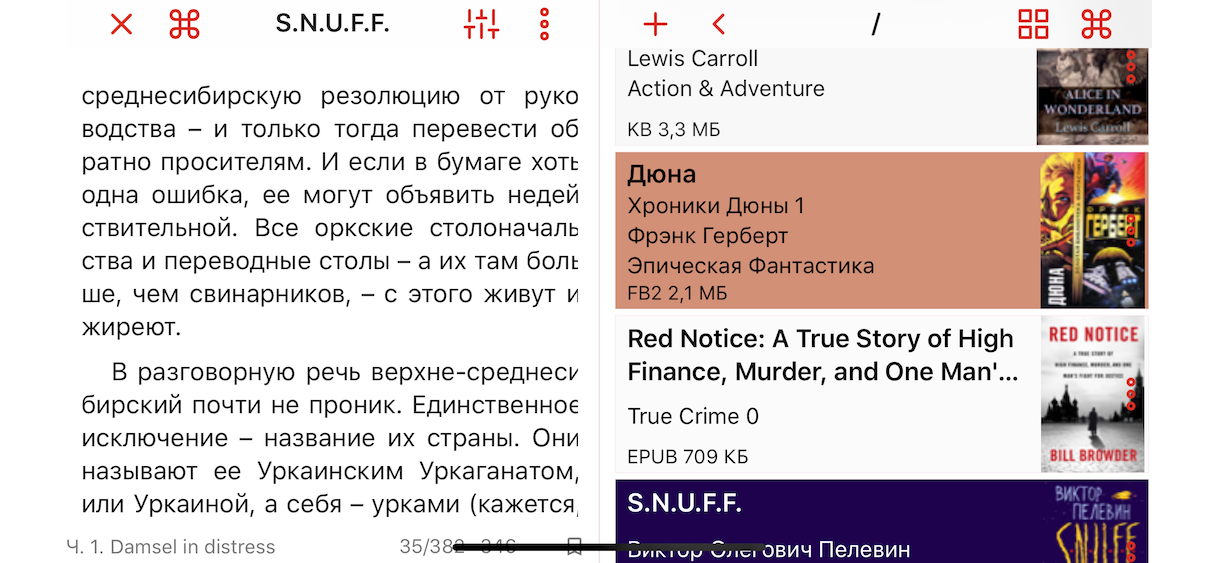 S.N.U.F.F.
среднесибирскую резолюцию от руко
водства – и только тогда перевести об
ратно просителям. И если в бумаге хоть
одна ошибка, ее могут объявить недей
ствительной. Все оркские столоначаль
ства и переводные столы – а их там боль
ше, чем свинарников, – с этого живут и
жиреют.
В разговорную речь верхне-среднеси
бирский почти не проник. Единственное
исключение – название их страны. Они
называют ее Уркаинским Уркаганатом,
или Уркаиной, а себя – урками (кажется,
Ч. 1. Damsel in distress
35/382 346
/
Lewis Carroll
Action & Adventure
KB 3,3 МБ
ALICE IN
WONDERLAND
Lewis Carroll
Дюна
Хроники Дюны 1
Фрэнк Герберт
Эпическая Фантастика
FB2 2,1 МБ
ФРЭНК
ГЕРБЕРТ
ДЮНА
Red Notice: A True Story of High
Finance, Murder, and One Man'...
True Crime 0
EPUB 709 КБ
RED NOTICE
A TRUE STORY OF
HIGH FINANCE, MURDER, AND ONE
MAN'S FIGHT FOR JUSTICE
BILL BROWDER
S.N.U.F.F.
Виктор Олегович Пелевин
ВИКТОР
ПЕЛЕВИН
SNUFF